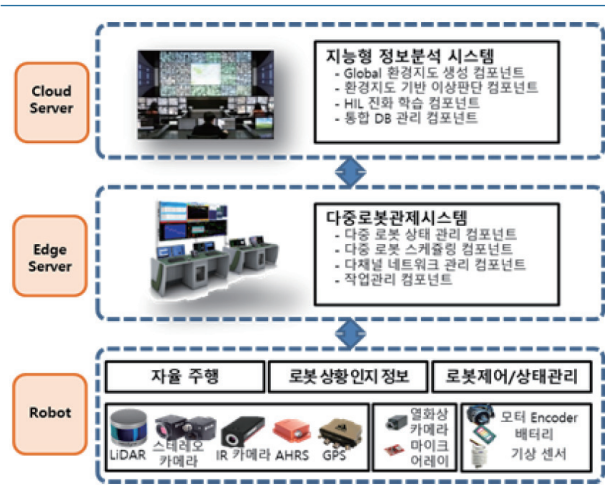 Cloud
Server
지능형 정보분석 시스템
- Global 환경지도 생성 컴포넌트
- 환경지도 기반 이상판단 컴포넌트
- HIL 진화 학습 컴포넌트
- 통합 DB 관리 컴포넌트
Edge
Server
다중로봇관제시스템
- 다중 로봇 상태 관리 컴포넌트
- 다중 로봇 스케쥴링 컴포넌트
- 다채널 네트워크 관리 컴포넌트
- 작업관리 컴포넌트
Robot
자율 주행
로봇 상황 인지 정보
로봇제어/상태관리
LiDAR
스테레오
카메라
IR 카메라
AHRS
GPS
열화상
카메라
마이크
어레이
모터 Encoder
배터리
기상 센서